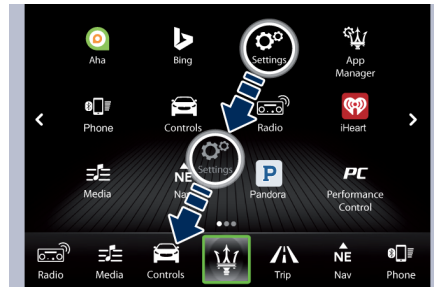 Aha
Bing
Settings
App
Manager
Phone
Controls
Radio
iHeart
Settings
Media
NE
Nav
P
Pandora
PC
Performance
Control
Radio
Media
Controls
Trip
NE
Nav
Phone